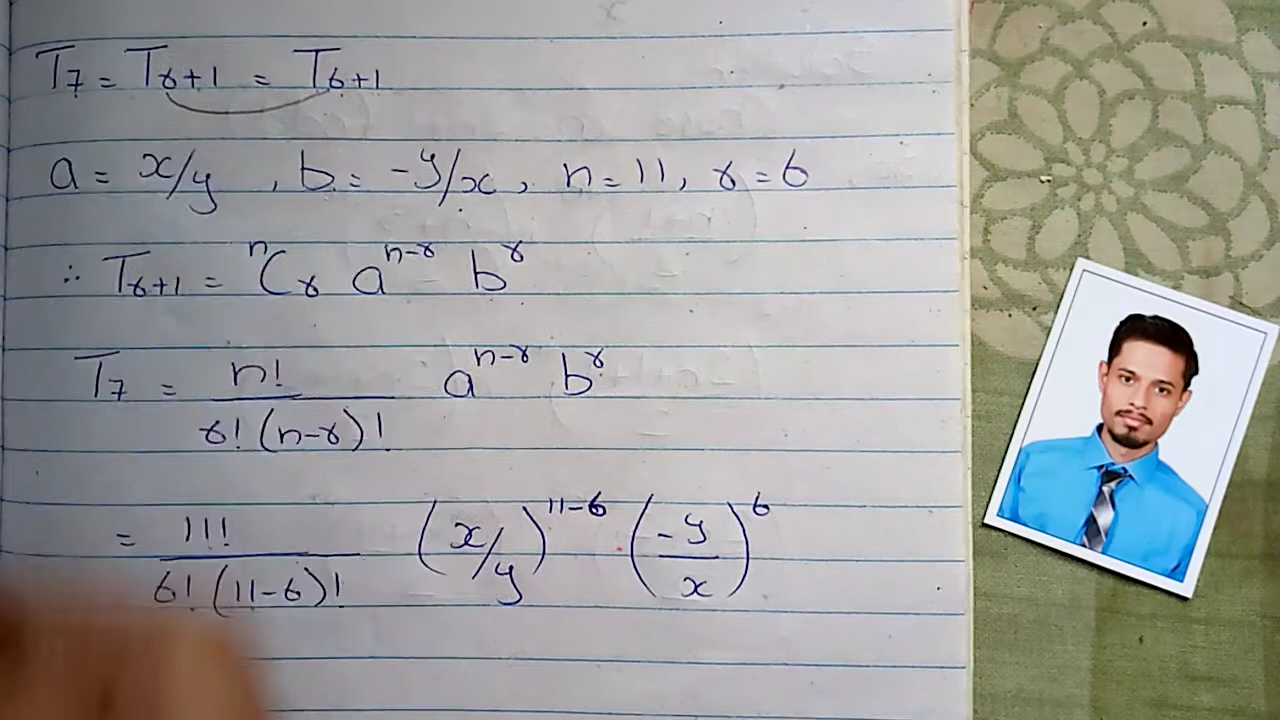 T7 = Tr+1 = T6+1
a = x/y , b = -y/x, n = 11, r = 6
∴ Tr+1 = nCr a^n-r b^r
T7 = n! / r! (n-r)! a^n-r b^r
= 11! / 6! (11-6)! (x/y)^11-6 (-y/x)^6